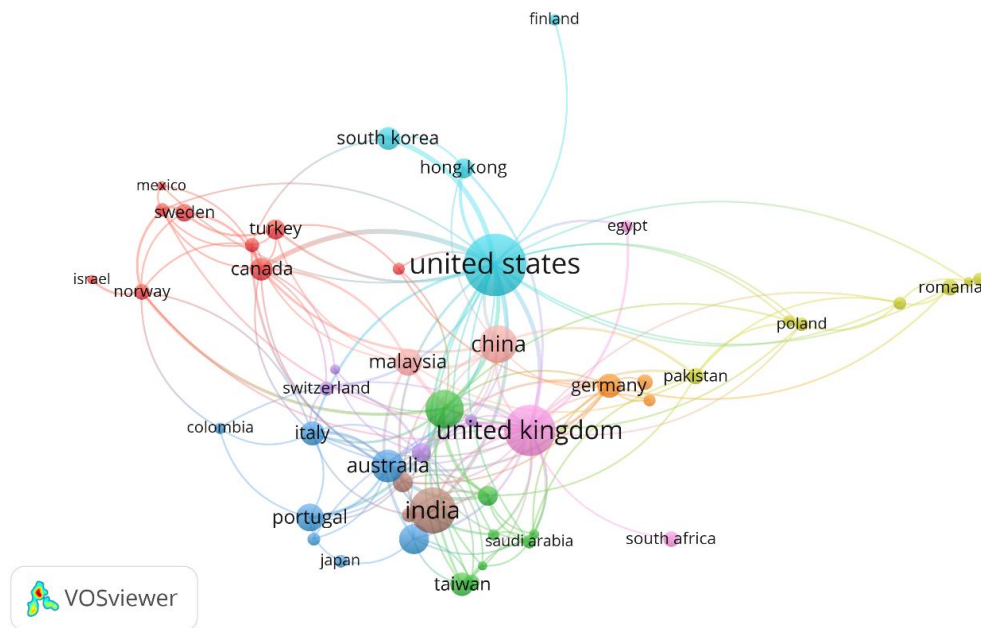 finland
south korea
hong kong
mexico
sweden
turkey
egypt
canada
united states
israel
norway
romania
poland
china
malaysia
switzerland
germany
pakistan
colombia
italy
united kingdom
australia
india
portugal
japan
saudi arabia
south africa
taiwan
VOSviewer